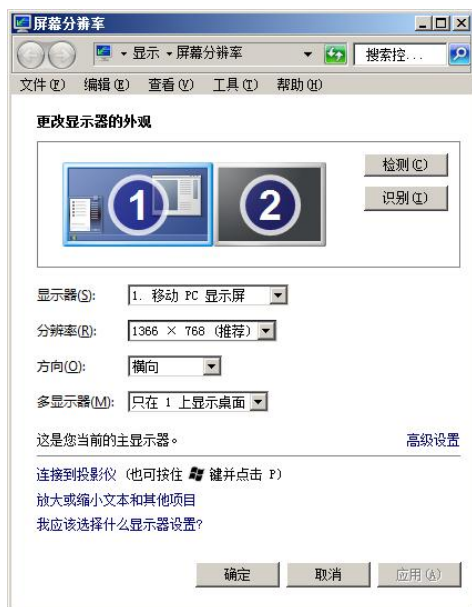 屏幕分辨率
显示 屏幕分辨率 搜索控...
文件(F) 编辑(E) 查看(V) 工具(T) 帮助(H)
更改显示器的外观
检测(C)
识别(I)
1 2
显示器(S): 1. 移动 PC 显示屏
分辨率(R): 1366 × 768 (推荐)
方向(O): 横向
多显示器(M): 只在 1 上显示桌面
这是您当前的主显示器。 高级设置
连接到投影仪 (也可按住 键并点击 P)
放大或缩小文本和其他项目
我应该选择什么显示器设置?
确定 取消 应用(A)